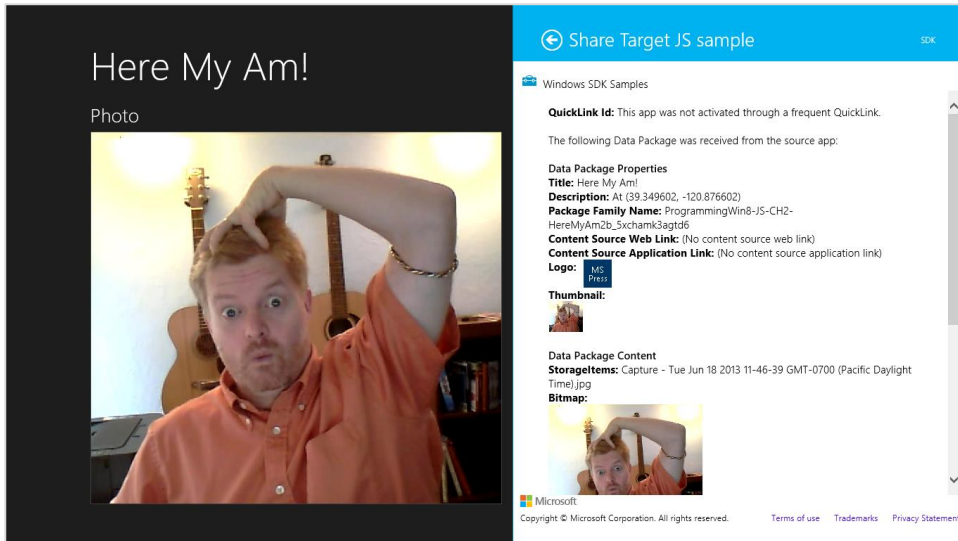 Here My Am!
Photo
Share Target JS sample
SDK
Windows SDK Samples
QuickLink Id: This app was not activated through a frequent QuickLink.
The following Data Package was received from the source app:
Data Package Properties
Title: Here My Am!
Description: At (39.349602, -120.876602)
Package Family Name: ProgrammingWin8-JS-CH2-
HereMyAm2b_5xchamk3agtd6
Content Source Web Link: (No content source web link)
Content Source Application Link: (No content source application link)
Logo:
MS
Press
Thumbnail:
Data Package Content
StorageItems: Capture - Tue Jun 18 2013 11-46-39 GMT-0700 (Pacific Daylight
Time).jpg
Bitmap:
Microsoft
Copyright © Microsoft Corporation. All rights reserved.
Terms of use
Trademarks
Privacy Statement